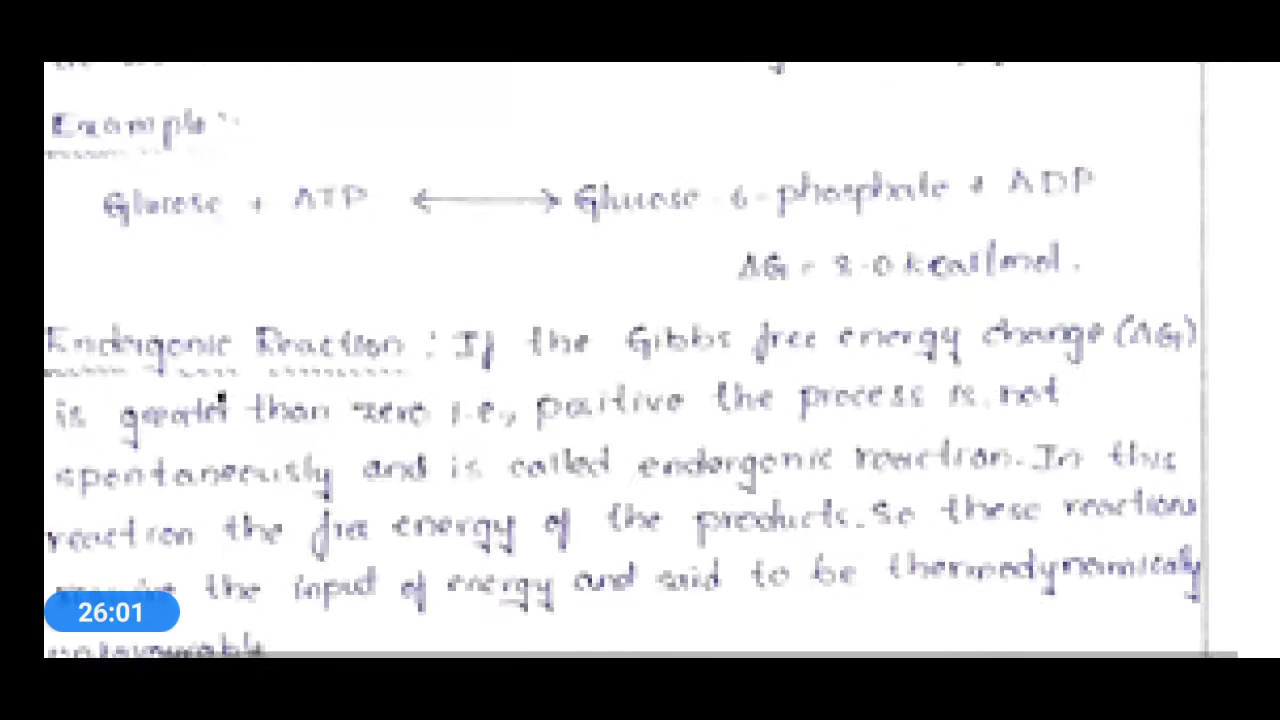 Example :-
Glucose + ATP ⟷ Glucose-6-phosphate + ADP
ΔG = 8.0 kcal/mol.
Endergonic Reaction : If the Gibbs free energy change (ΔG)
is greater than zero i.e., positive the process is not
spontaneously and is called endergonic reaction. In this
reaction the free energy of the products. So these reactions
require the input of energy and said to be thermodynamically
unfavourable
26:01